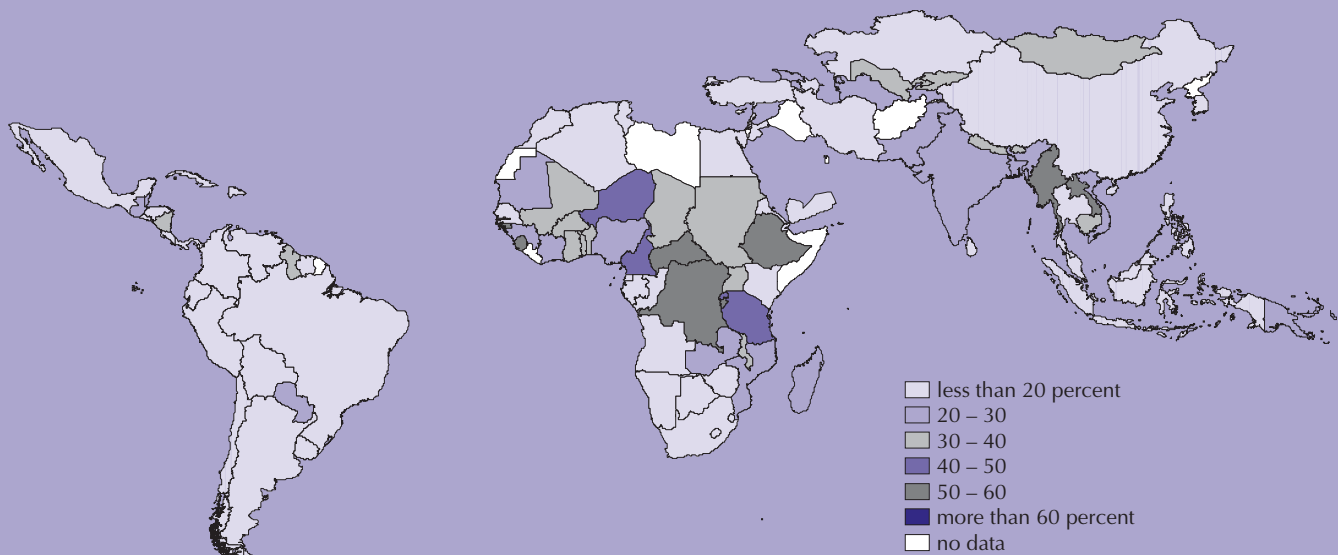 less than 20 percent
20 – 30
30 – 40
40 – 50
50 – 60
more than 60 percent
no data